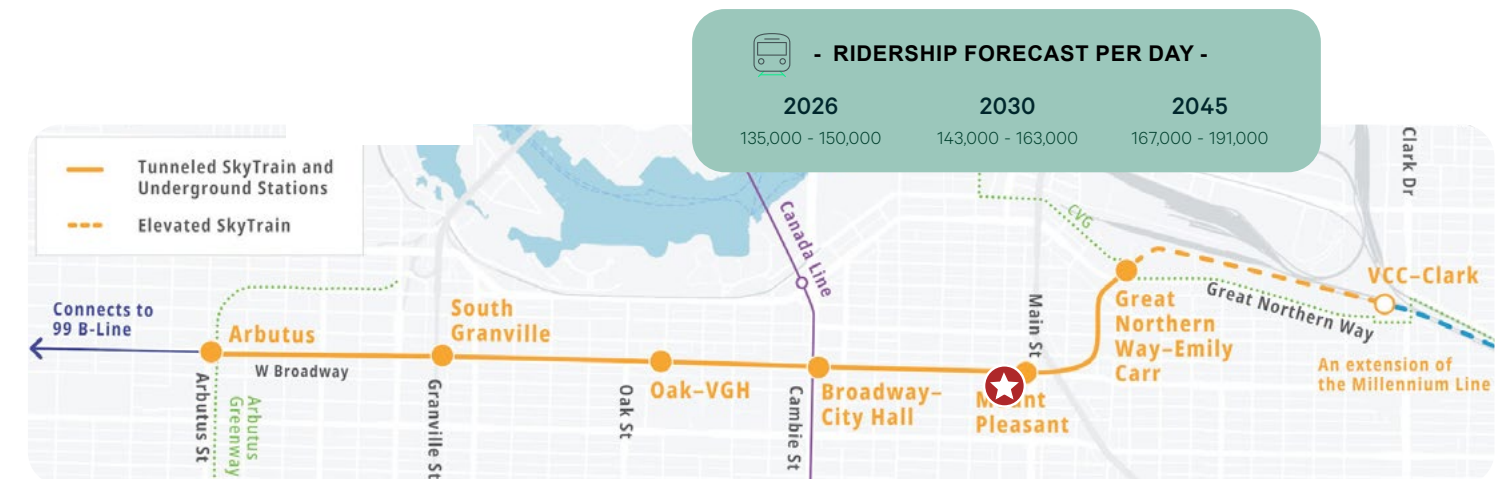 - RIDERSHIP FORECAST PER DAY -
2026
2030
2045
135,000 - 150,000
143,000 - 163,000
167,000 - 191,000
Tunneled SkyTrain and
Underground Stations
Elevated SkyTrain
Clark Dr
Canada Line
CVG
VCC–Clark
Great Northern Way
Connects to
99 B-Line
Arbutus
South
Granville
Main St
Great
Northern
Way–Emily
Carr
W Broadway
An extension of
the Millennium Line
Arbutus St
Arbutus
Greenway
Granville St
Oak St
Oak–VGH
Cambie St
Broadway–
City Hall
Pleasant